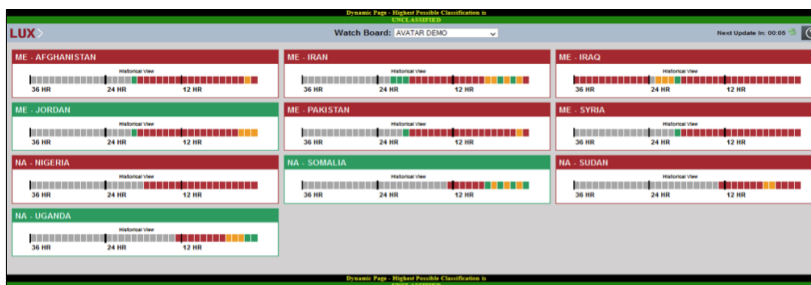 Dynamic Page - Highest Possible Classification is
UNCLASSIFIED
LUX
Watch Board: AVATAR DEMO
Next Update In: 00:05
ME - AFGHANISTAN
Historical View
36 HR 24 HR 12 HR
ME - IRAN
Historical View
36 HR 24 HR 12 HR
ME - IRAQ
Historical View
36 HR 24 HR 12 HR
ME - JORDAN
Historical View
36 HR 24 HR 12 HR
ME - PAKISTAN
Historical View
36 HR 24 HR 12 HR
ME - SYRIA
Historical View
36 HR 24 HR 12 HR
NA - NIGERIA
Historical View
36 HR 24 HR 12 HR
NA - SOMALIA
Historical View
36 HR 24 HR 12 HR
NA - SUDAN
Historical View
36 HR 24 HR 12 HR
NA - UGANDA
Historical View
36 HR 24 HR 12 HR
Dynamic Page - Highest Possible Classification is
UNCLASSIFIED